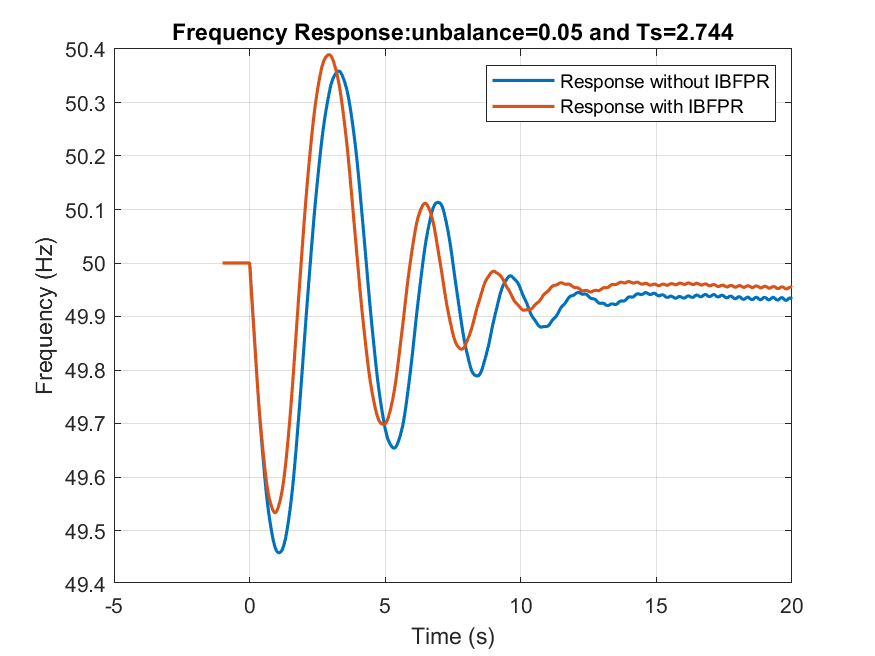 Frequency Response:unbalance=0.05 and Ts=2.744
50.4
50.3
50.2
50.1
50
49.9
49.8
49.7
49.6
49.5
49.4
Frequency (Hz)
Response without IBFPR
Response with IBFPR
-5 0 5 10 15 20
Time (s)